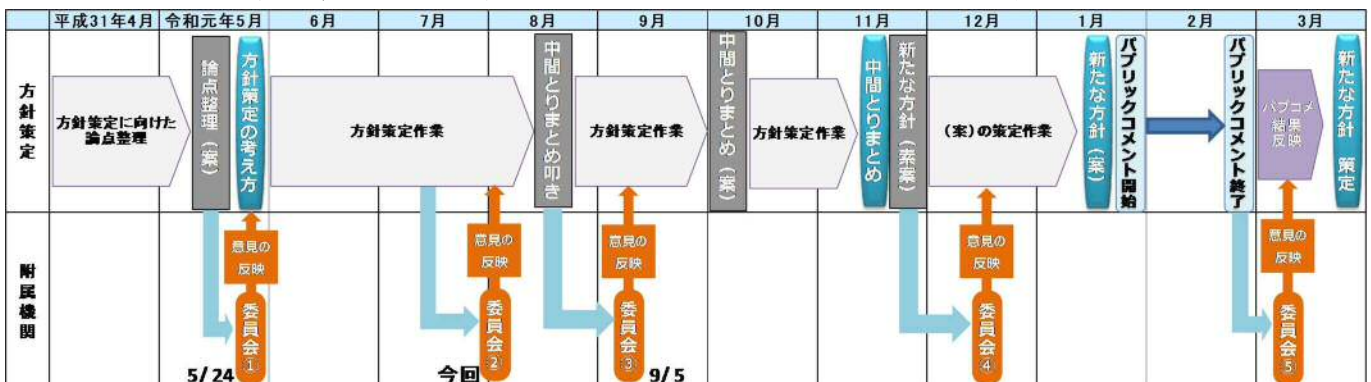 平成31年4月
令和元年5月
6月
7月
8月
9月
10月
11月
12月
1月
2月
3月
方針策定
方針策定に向けた
論点整理
論点整理（案）
方針策定の考え方
方針策定作業
中間とりまとめ叩き
方針策定作業
中間とりまとめ（案）
方針策定作業
中間とりまとめ
新たな方針（素案）
（案）の策定作業
新たな方針（案）
パブリックコメント開始
パブリックコメント終了
パブコメ
結果
反映
新たな方針　策定
附属機関
意見の
反映
委員会①
5/24
意見の
反映
委員会②
今回
意見の
反映
委員会③
9/5
意見の
反映
委員会④
意見の
反映
委員会⑤